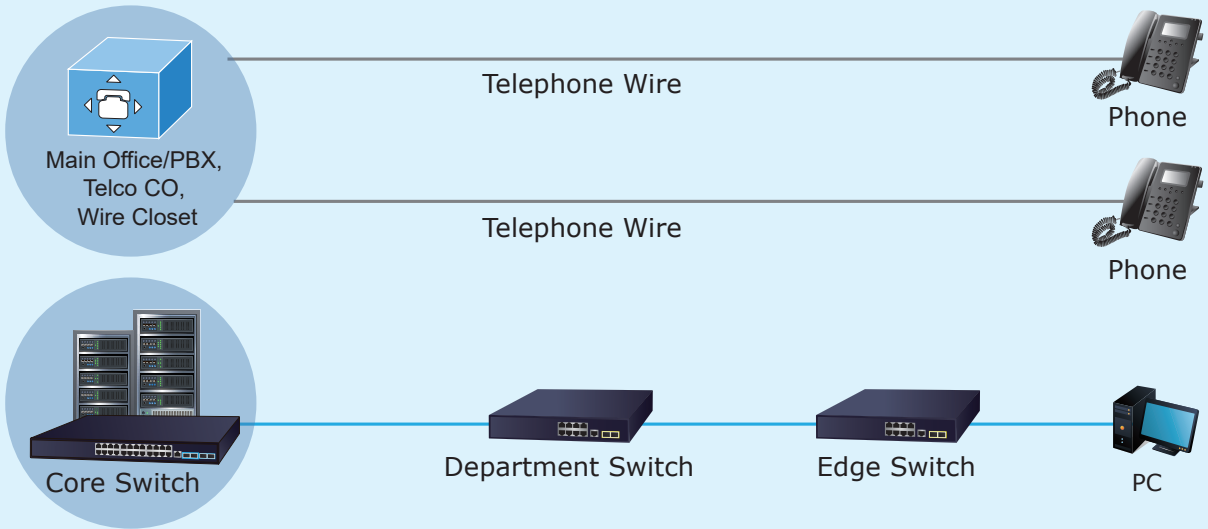 Telephone Wire
Phone
Main Office/PBX,
Telco CO,
Wire Closet
Telephone Wire
Phone
Core Switch
Department Switch
Edge Switch
PC